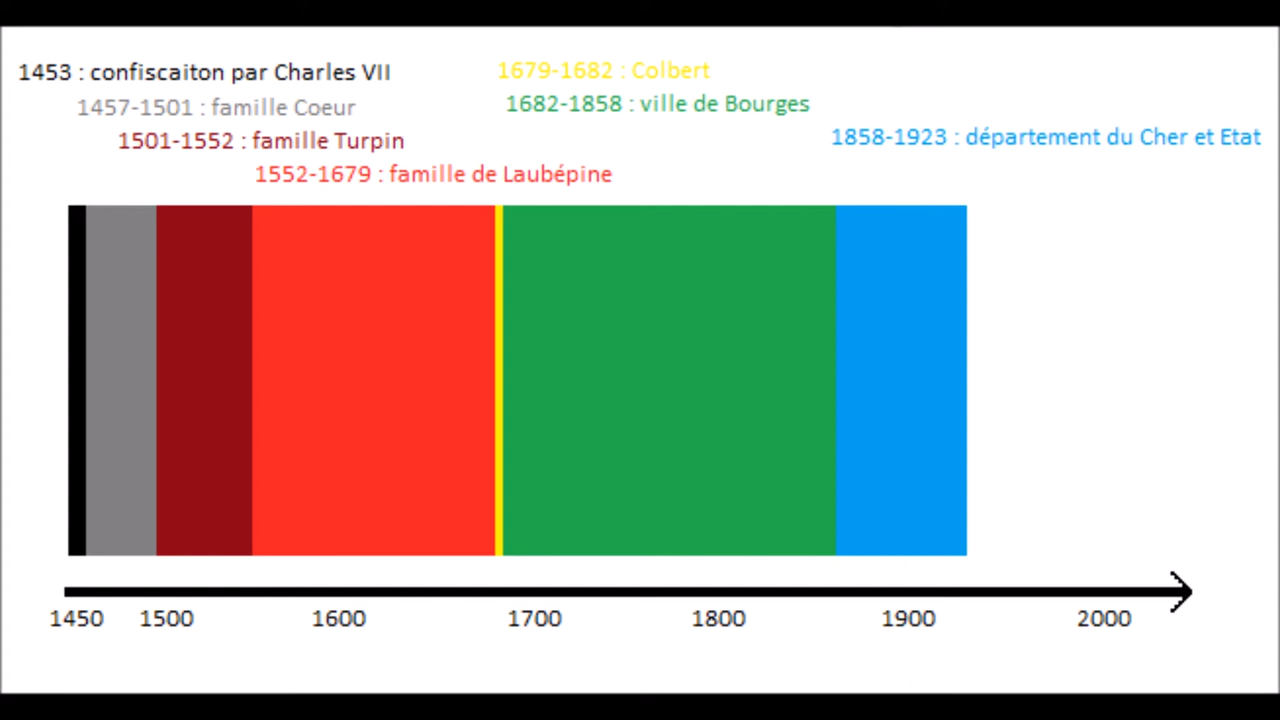 1453 : confiscaiton par Charles VII
1457-1501 : famille Coeur
1501-1552 : famille Turpin
1552-1679 : famille de Laubépine
1679-1682 : Colbert
1682-1858 : ville de Bourges
1858-1923 : département du Cher et Etat
1450 1500 1600 1700 1800 1900 2000